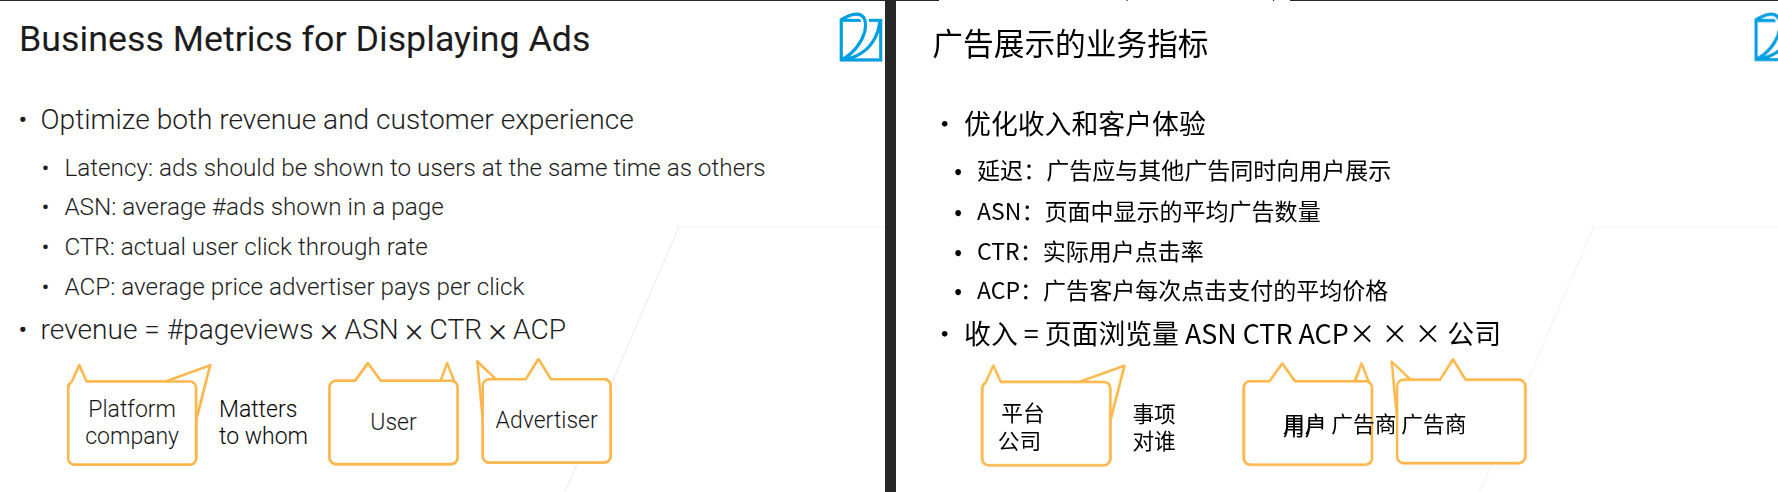 Business Metrics for Displaying Ads
• Optimize both revenue and customer experience
• Latency: ads should be shown to users at the same time as others
• ASN: average #ads shown in a page
• CTR: actual user click through rate
• ACP: average price advertiser pays per click
• revenue = #pageviews × ASN × CTR × ACP
Platform
company
Matters
to whom
User
Advertiser
广告展示的业务指标
• 优化收入和客户体验
• 延迟：广告应与其他广告同时向用户展示
• ASN：页面中显示的平均广告数量
• CTR：实际用户点击率
• ACP：广告客户每次点击支付的平均价格
• 收入 = 页面浏览量 ASN CTR ACP× × × 公司
平台
公司
事项
对谁
用户 广告商 广告商